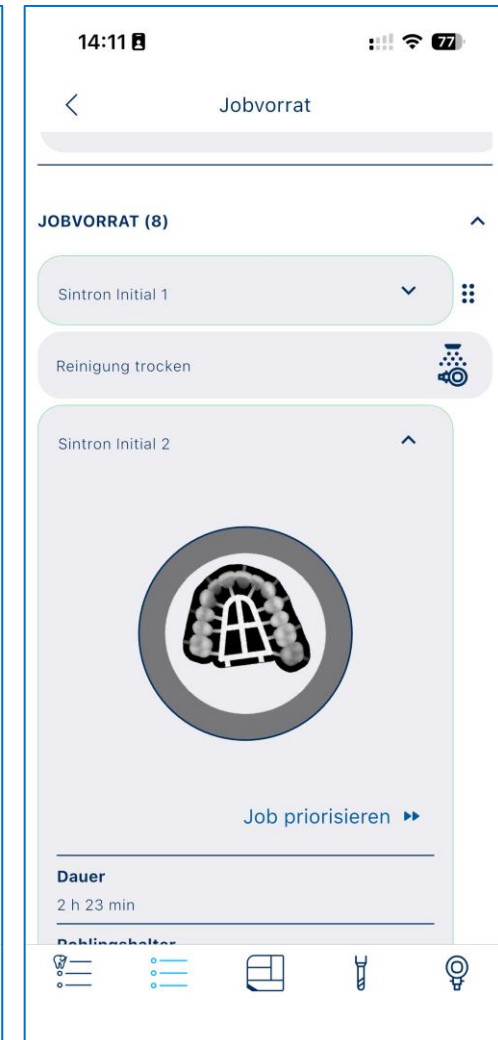 14:11
77
Jobvorrat
JOBVORRAT (8)
Sintron Initial 1
Reinigung trocken
Sintron Initial 2
Job priorisieren
Dauer
2 h 23 min
Rohlingshalter